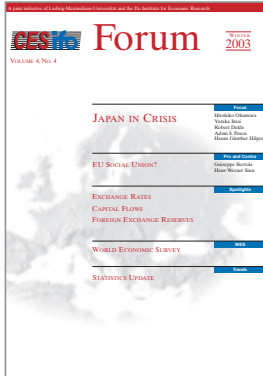 A joint initiative of Ludwig-Maximilians-Universität and the Ifo Institute for Economic Research
CESifo Forum
WINTER
2003
VOLUME 4, NO. 4
Focus
JAPAN IN CRISIS
Hirohiko Okumura
Yutaka Imai
Robert Dekle
Adam S. Posen
Hanns Günther Hilpert
Pro and Contra
EU SOCIAL UNION?
Guiseppe Bertola
Hans-Werner Sinn
Spotlights
EXCHANGE RATES
CAPITAL FLOWS
FOREIGN EXCHANGE RESERVES
WES
WORLD ECONOMIC SURVEY
Trends
STATISTICS UPDATE